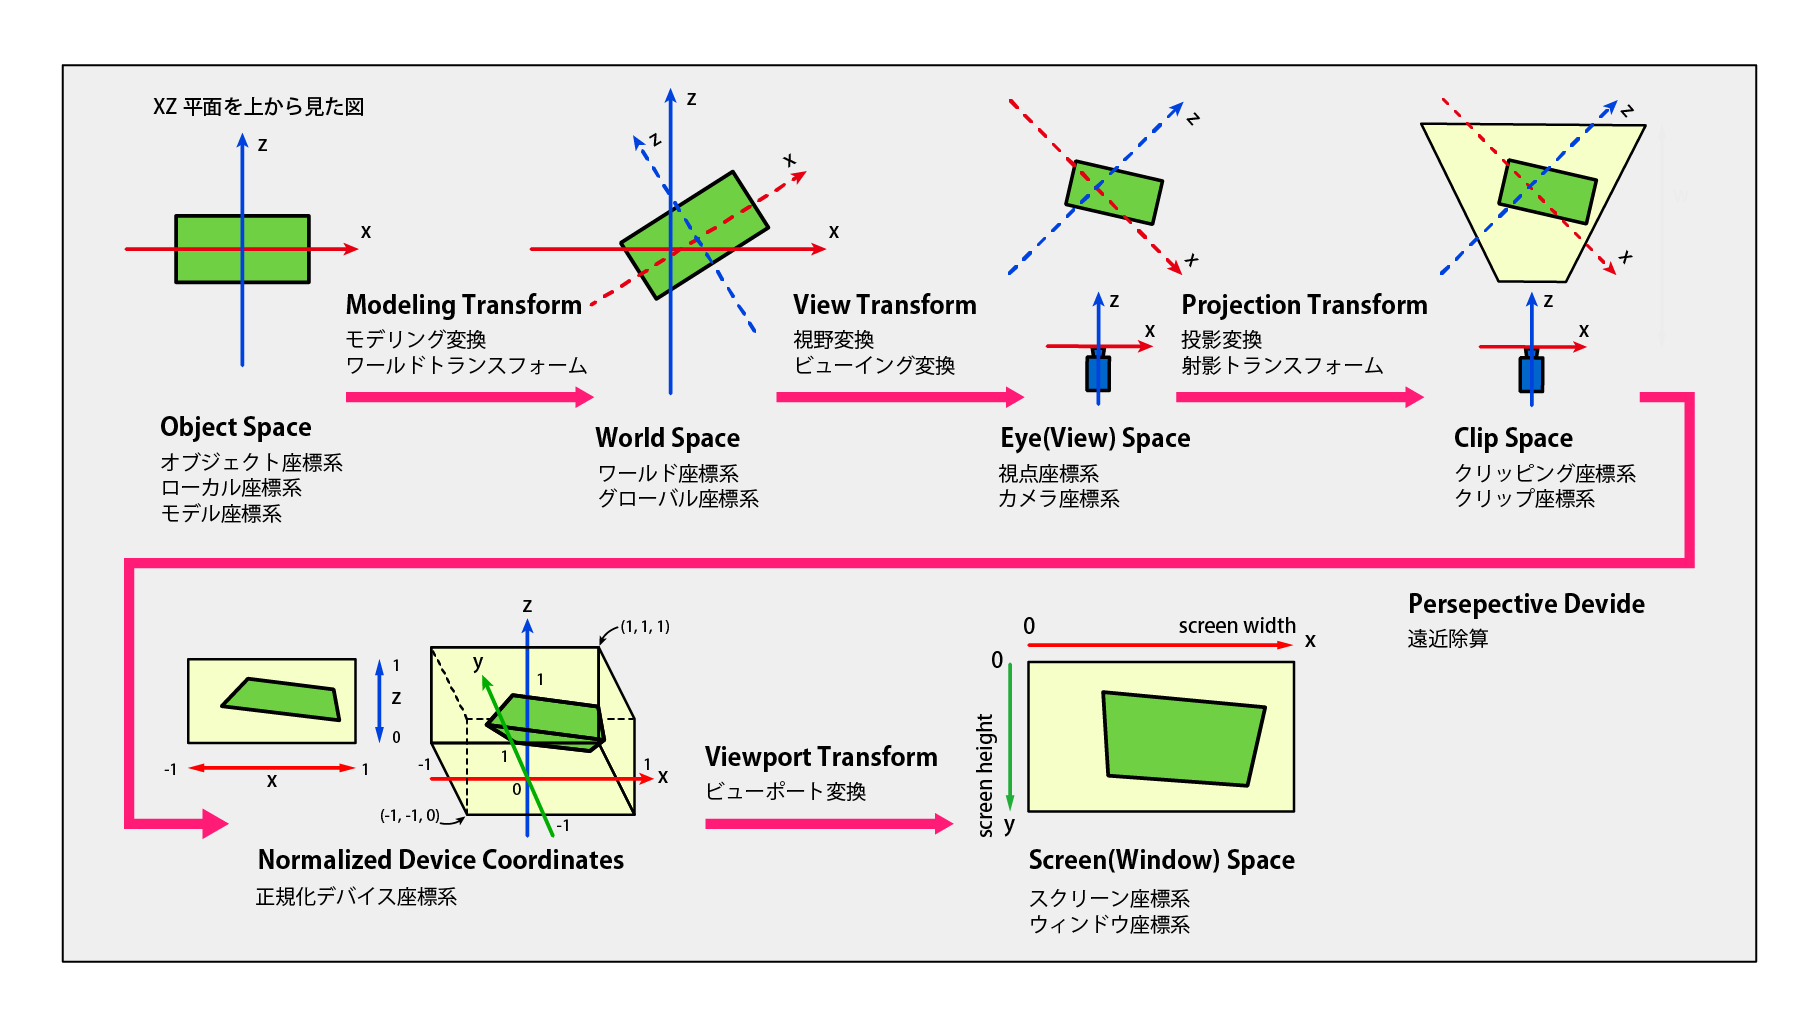 XZ 平面を上から見た図
z
x
Object Space
オブジェクト座標系
ローカル座標系
モデル座標系
Modeling Transform
モデリング変換
ワールドトランスフォーム
z
z
x
x
World Space
ワールド座標系
グローバル座標系
View Transform
視野変換
ビューイング変換
z
x
z
x
Eye(View) Space
視点座標系
カメラ座標系
Projection Transform
投影変換
射影トランスフォーム
z
x
z
x
Clip Space
クリッピング座標系
クリップ座標系
Persepective Devide
遠近除算
1
z
0
-1
x
1
z
(1, 1, 1)
y
1
1
-1
1
x
0
(-1, -1, 0)
-1
Normalized Device Coordinates
正規化デバイス座標系
Viewport Transform
ビューポート変換
0
screen width
x
0
screen height
y
Screen(Window) Space
スクリーン座標系
ウィンドウ座標系